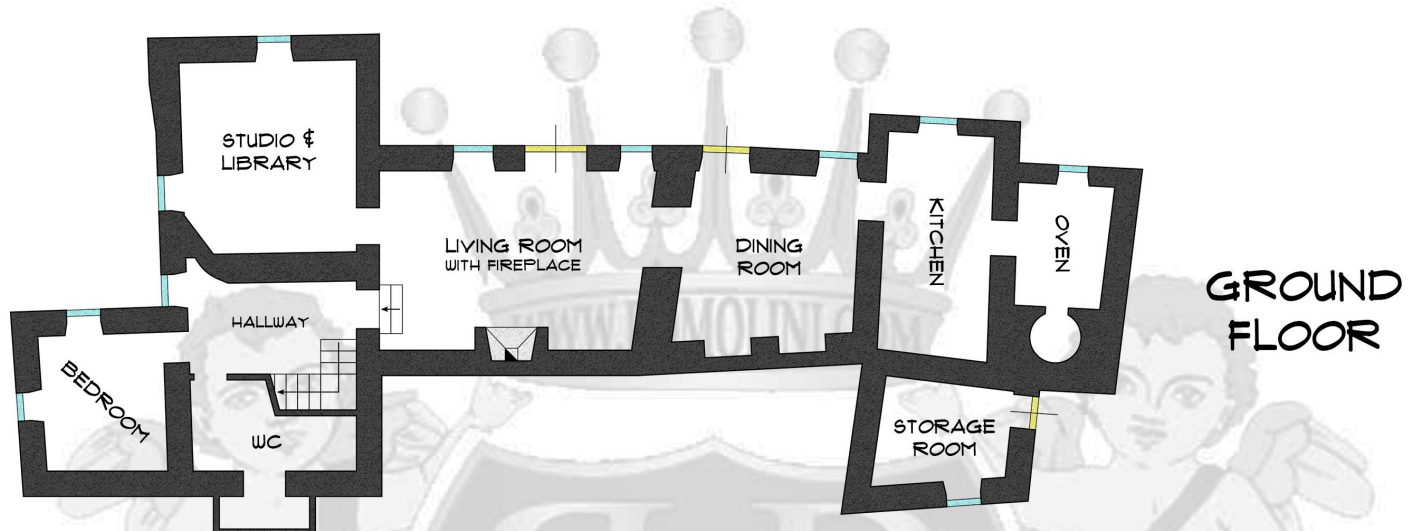 STUDIO &
LIBRARY
LIVING ROOM
WITH FIREPLACE
DINING
ROOM
KITCHEN
OVEN
GROUND
FLOOR
HALLWAY
BEDROOM
WC
STORAGE
ROOM